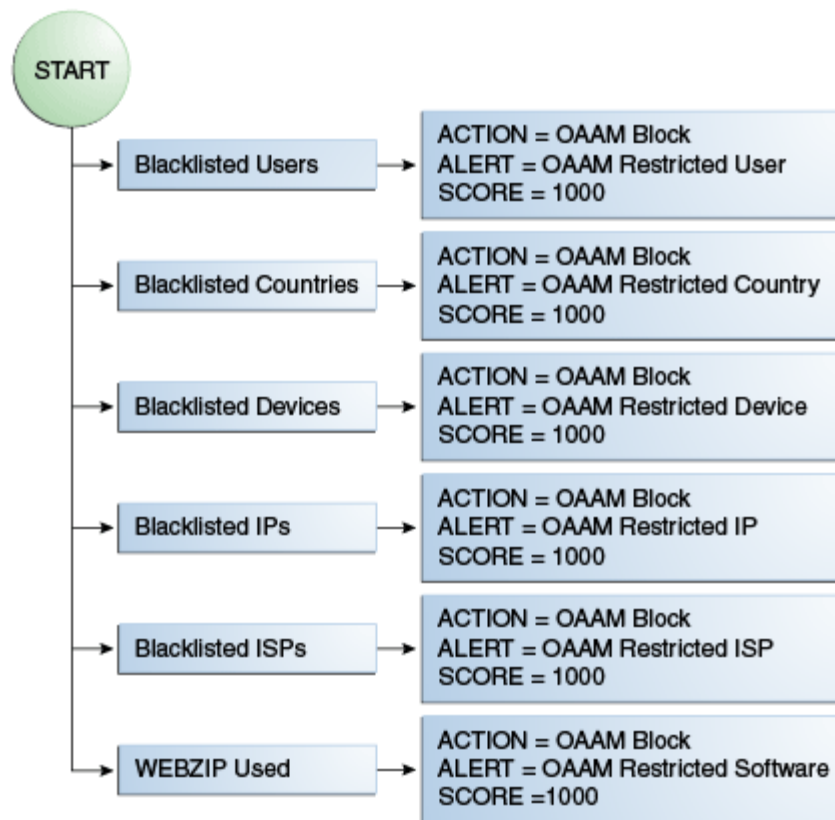 START
Blacklisted Users
ACTION = OAAM Block
ALERT = OAAM Restricted User
SCORE = 1000
Blacklisted Countries
ACTION = OAAM Block
ALERT = OAAM Restricted Country
SCORE = 1000
Blacklisted Devices
ACTION = OAAM Block
ALERT = OAAM Restricted Device
SCORE = 1000
Blacklisted IPs
ACTION = OAAM Block
ALERT = OAAM Restricted IP
SCORE = 1000
Blacklisted ISPs
ACTION = OAAM Block
ALERT = OAAM Restricted ISP
SCORE = 1000
WEBZIP Used
ACTION = OAAM Block
ALERT = OAAM Restricted Software
SCORE =1000